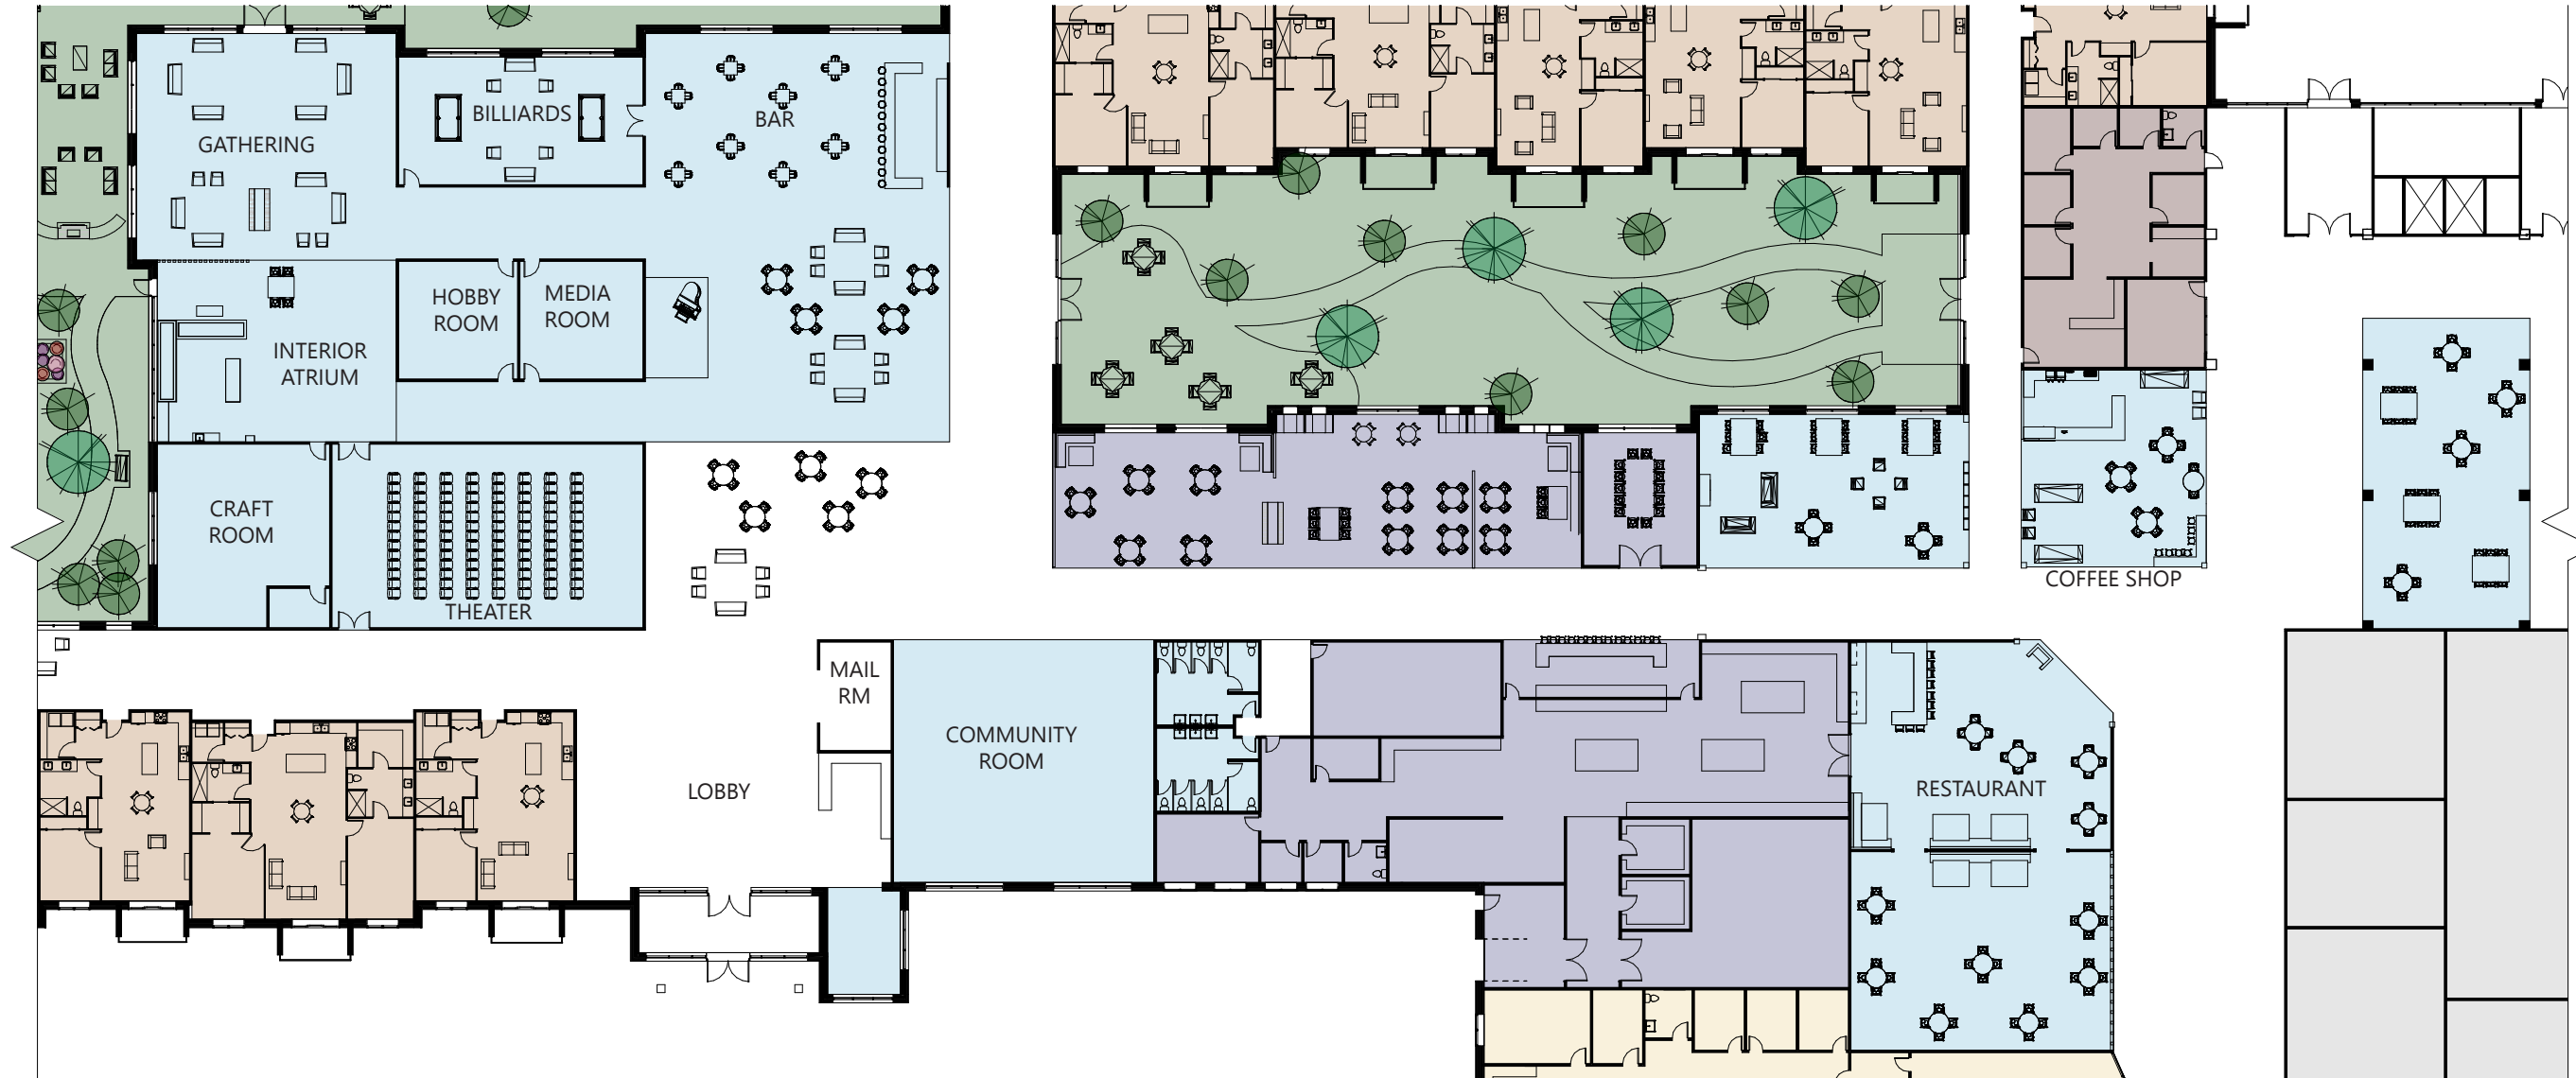 GATHERING
BILLIARDS
BAR
HOBBY
ROOM
MEDIA
ROOM
INTERIOR
ATRIUM
CRAFT
ROOM
THEATER
COFFEE SHOP
MAIL
RM
LOBBY
COMMUNITY
ROOM
RESTAURANT